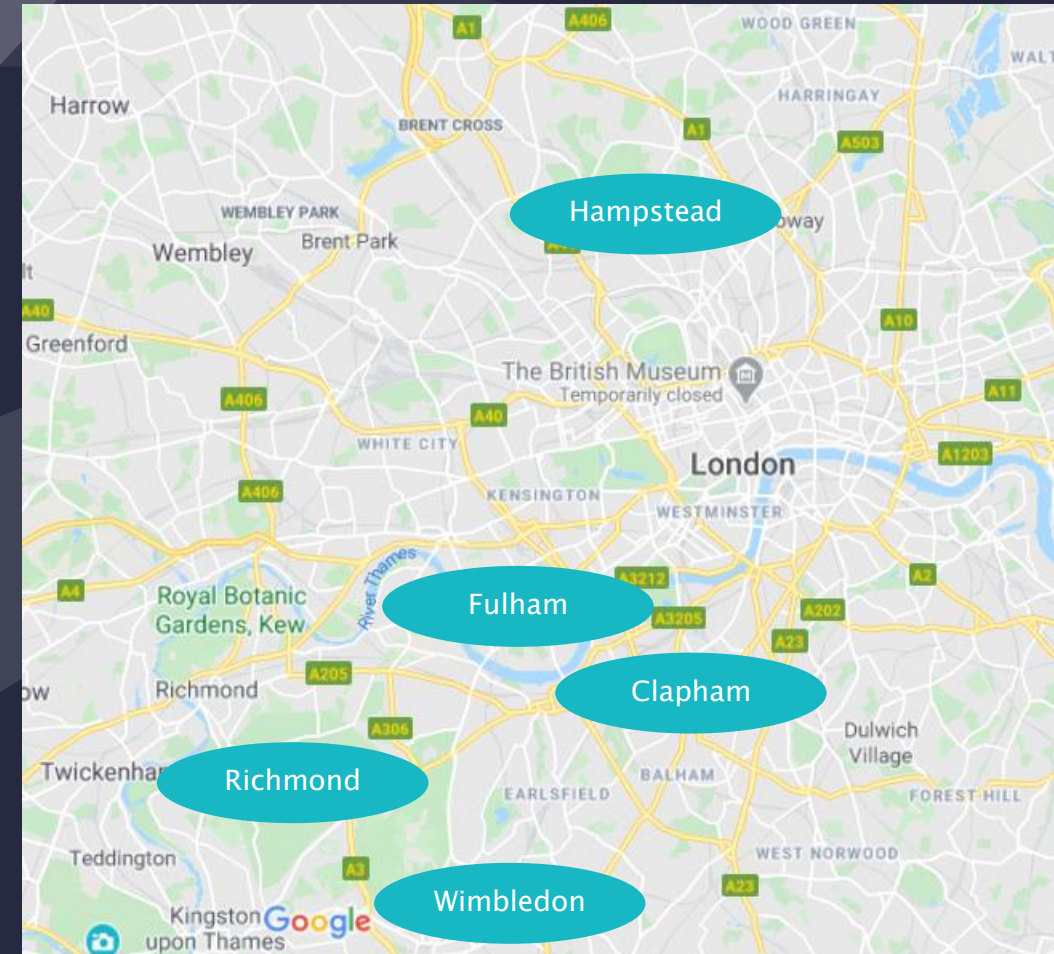 A1
A406
WOOD GREEN
WALT
Harrow
HARRINGAY
BRENT CROSS
A1
A503
Hampstead
WEMBLEY PARK
oway
Brent Park
Wembley
lt
A40
A10
Greenford
The British Museum
Temporarily closed
A406
A11
A40
WHITE CITY
London
A1203
A406
KENSINGTON
WESTMINSTER
River Thames
A3212
A2
A4
Royal Botanic
Gardens, Kew
Fulham
A3205
A202
A23
A205
ow
Richmond
Clapham
A306
Dulwich
Village
Twickenha
Richmond
BALHAM
EARLSFIELD
FOREST HILL
Teddington
WEST NORWOOD
A3
A23
Wimbledon
Kingston
upon Thames
Google